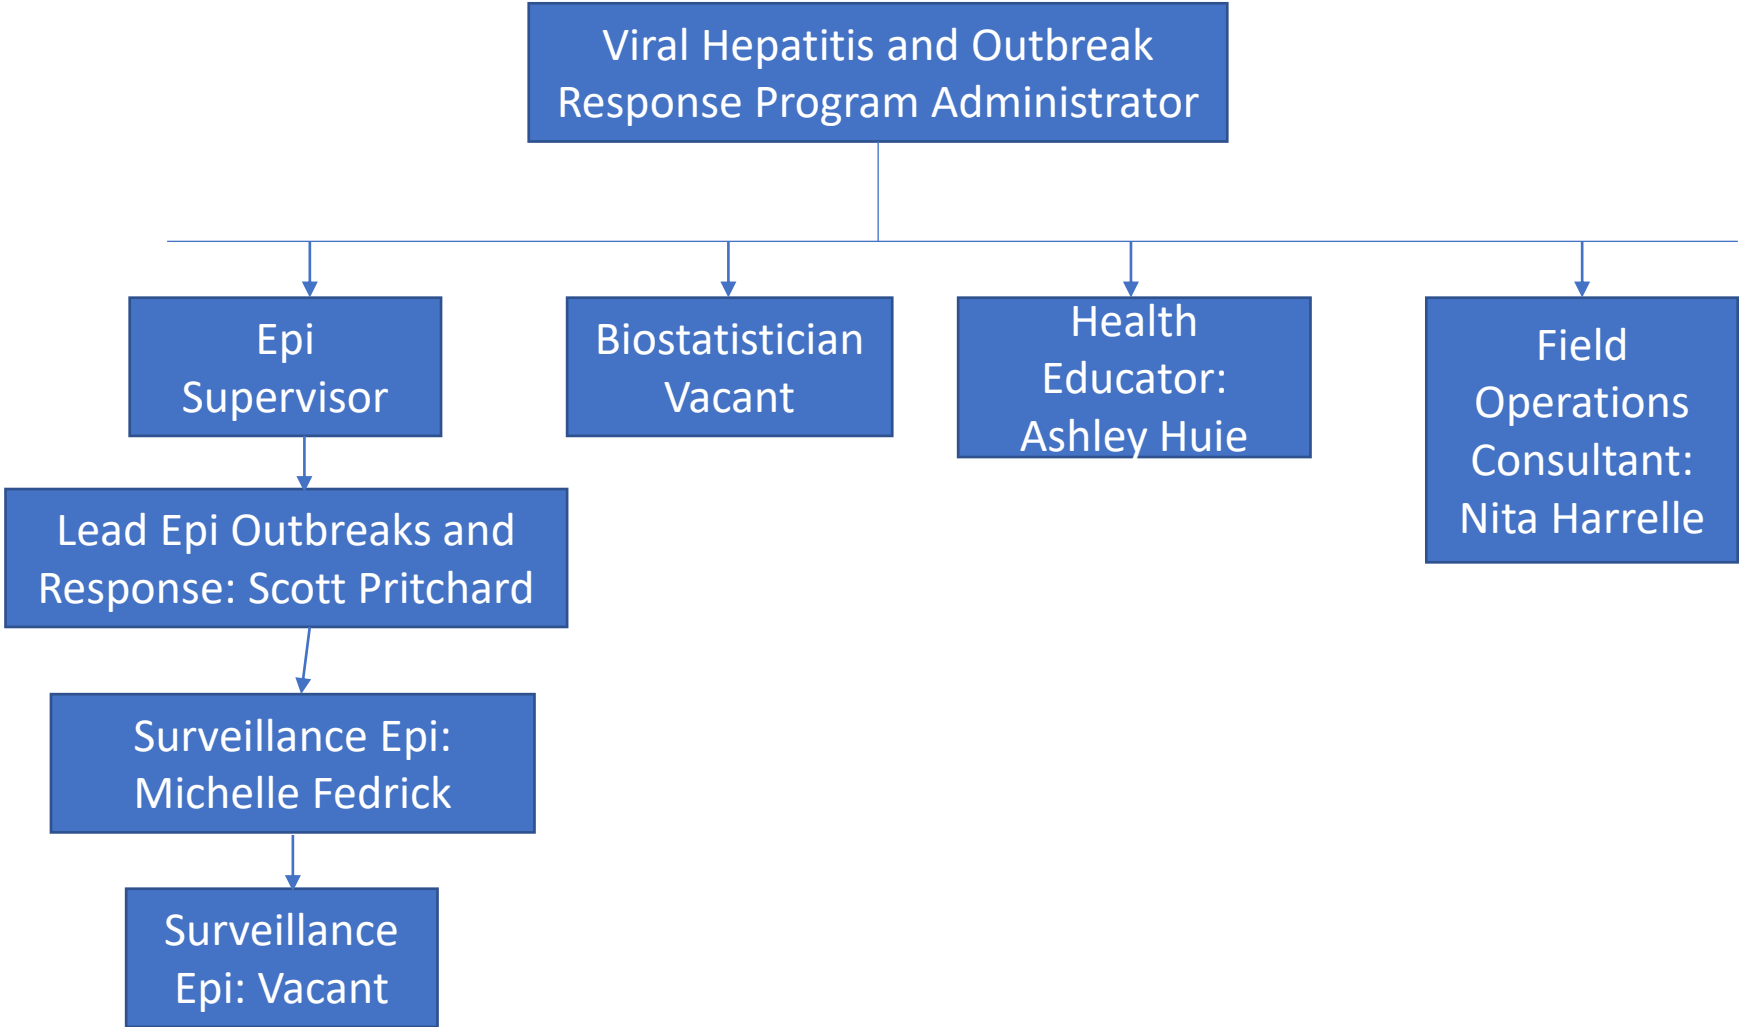 Viral Hepatitis and Outbreak
Response Program Administrator
Epi
Supervisor
Biostatistician
Vacant
Health
Educator:
Ashley Huie
Field
Operations
Consultant:
Nita Harrelle
Lead Epi Outbreaks and
Response: Scott Pritchard
Surveillance Epi:
Michelle Fedrick
Surveillance
Epi: Vacant